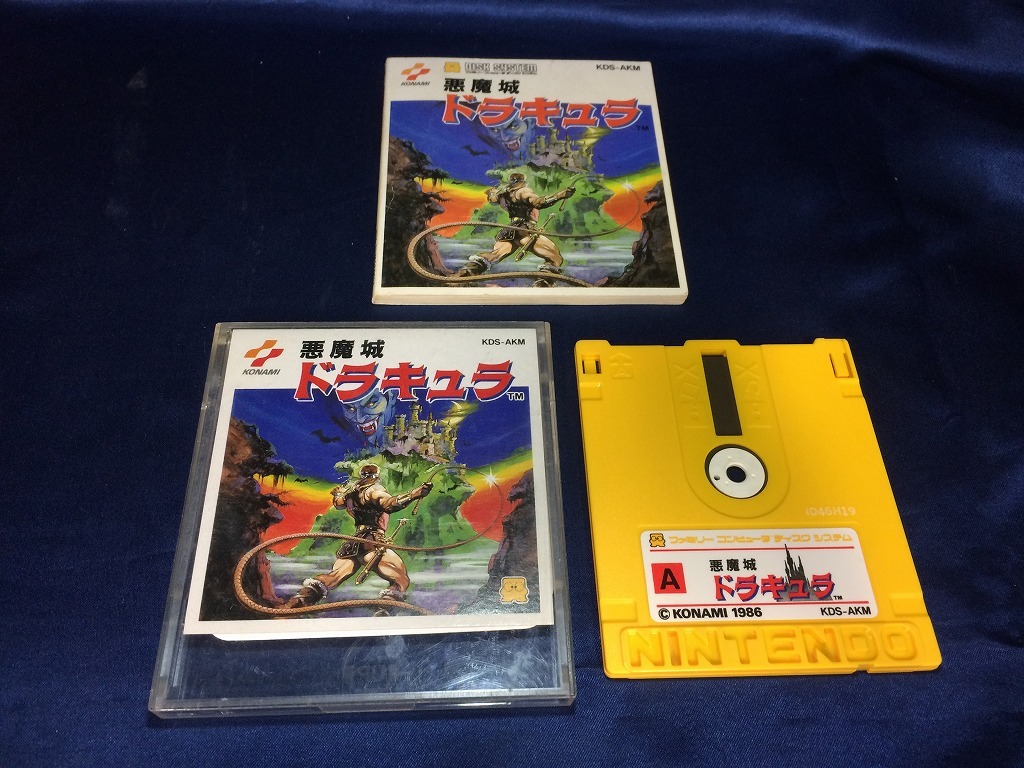 KONAMI
DISK SYSTEM
KDS-AKM
悪魔城
ドラキュラ
TM
KONAMI
悪魔城
KDS-AKM
ドラキュラ
TM
i046H19
ファミリー コンピュータ ディスク システム
A
悪魔城
ドラキュラ
TM
© KONAMI 1986
KDS-AKM
NINTENDO